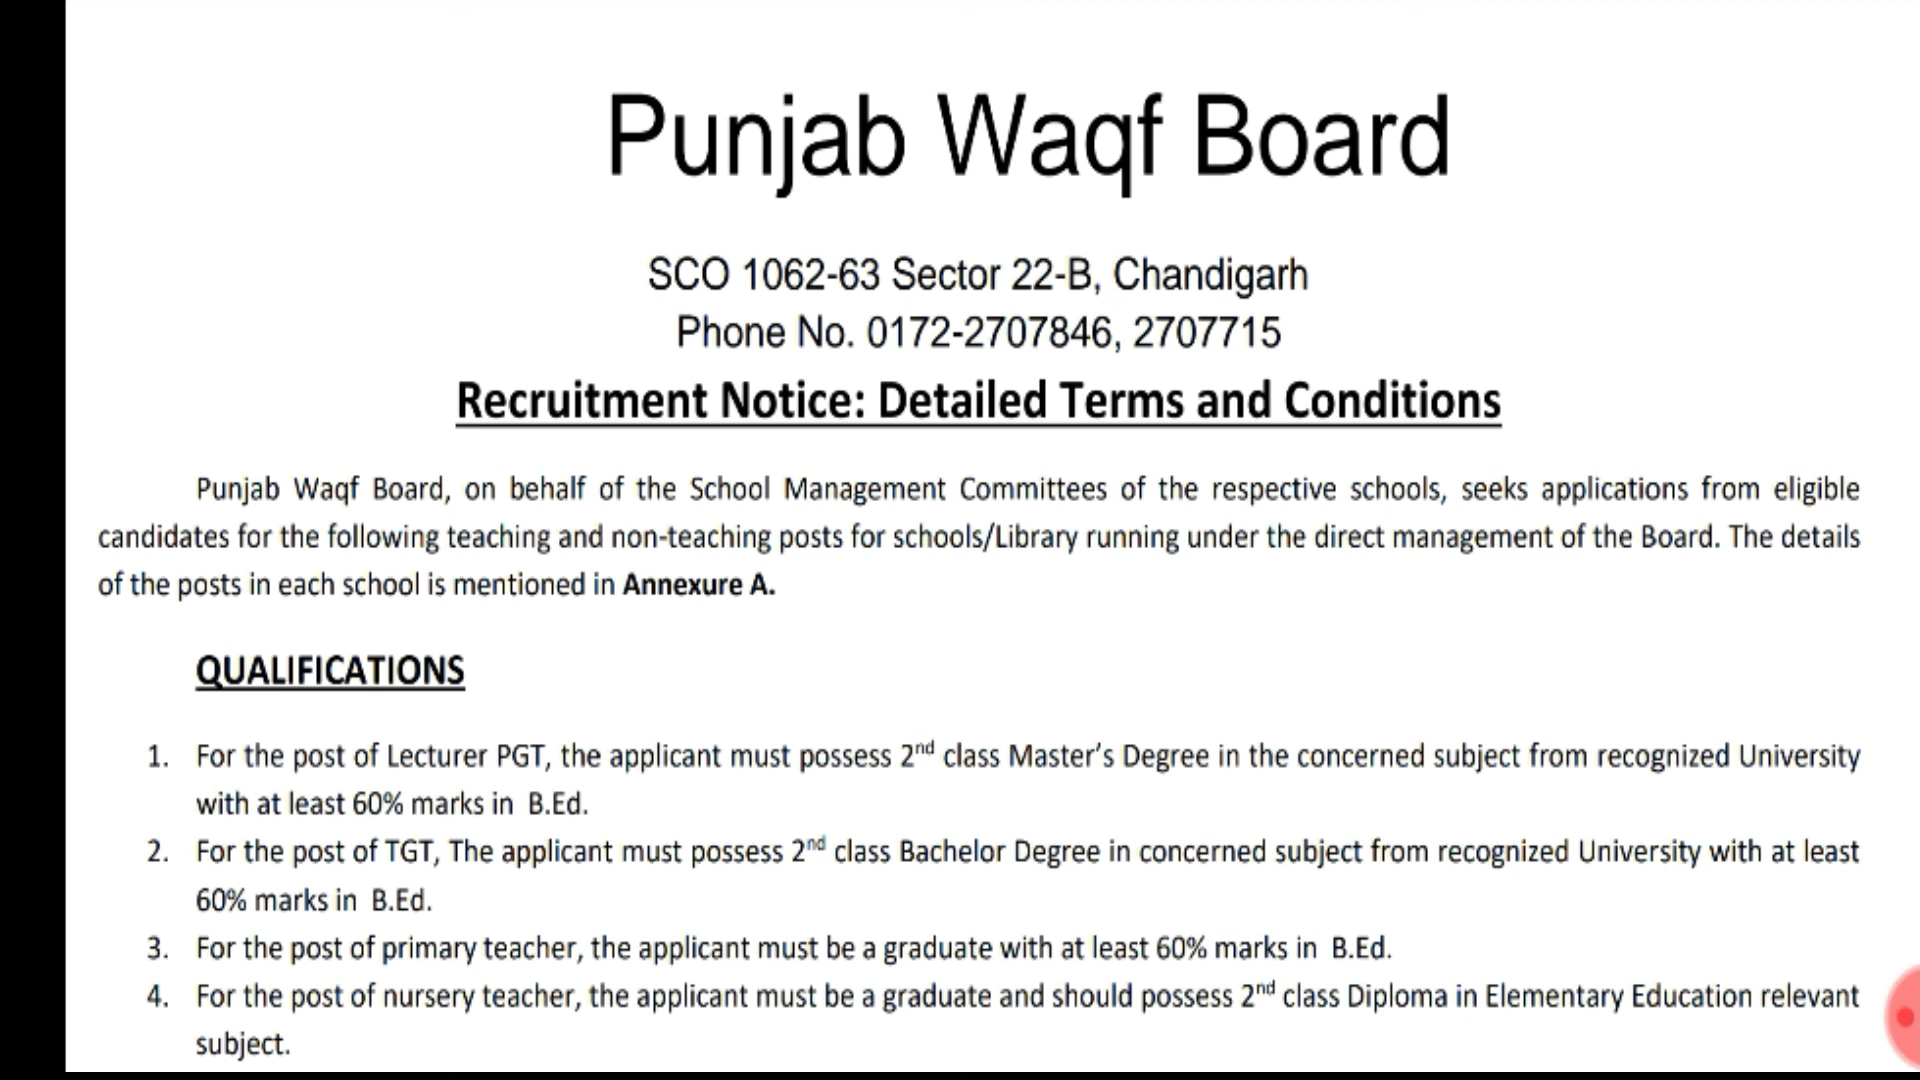 Punjab Waqf Board
SCO 1062-63 Sector 22-B, Chandigarh
Phone No. 0172-2707846, 2707715
Recruitment Notice: Detailed Terms and Conditions
Punjab Waqf Board, on behalf of the School Management Committees of the respective schools, seeks applications from eligible
candidates for the following teaching and non-teaching posts for schools/Library running under the direct management of the Board. The details
of the posts in each school is mentioned in Annexure A.
QUALIFICATIONS
1. For the post of Lecturer PGT, the applicant must possess 2nd class Master's Degree in the concerned subject from recognized University
with at least 60% marks in B.Ed.
2. For the post of TGT, The applicant must possess 2nd class Bachelor Degree in concerned subject from recognized University with at least
60% marks in B.Ed.
3. For the post of primary teacher, the applicant must be a graduate with at least 60% marks in B.Ed.
4. For the post of nursery teacher, the applicant must be a graduate and should possess 2nd class Diploma in Elementary Education relevant
subject.